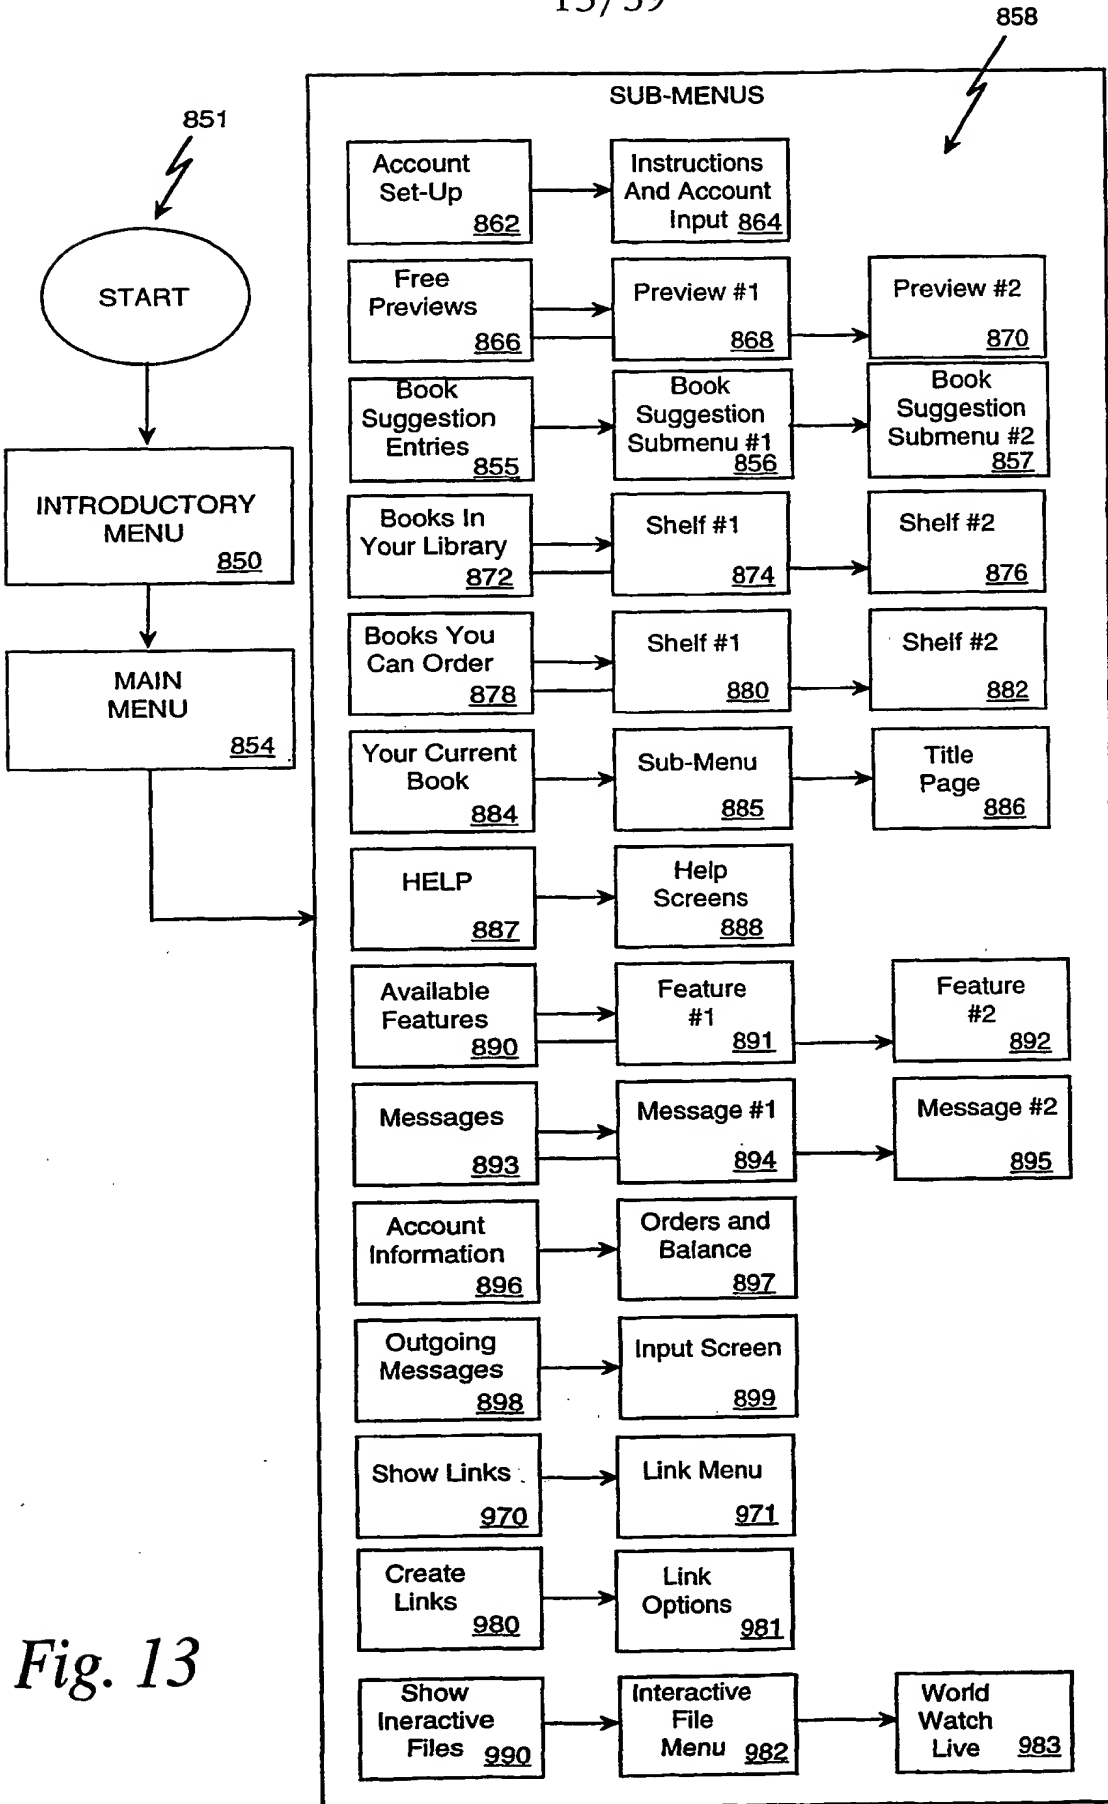 13/39
858
SUB-MENUS
851
START
INTRODUCTORY
MENU
850
MAIN
MENU
854
Account
Set-Up
862
Instructions
And Account
Input 864
Free
Previews
866
Preview #1
868
Preview #2
870
Book
Suggestion
Entries
855
Book
Suggestion
Submenu #1
856
Book
Suggestion
Submenu #2
857
Books In
Your Library
872
Shelf #1
874
Shelf #2
876
Books You
Can Order
878
Shelf #1
880
Shelf #2
882
Your Current
Book
884
Sub-Menu
885
Title
Page
886
HELP
887
Help
Screens
888
Available
Features
890
Feature
#1
891
Feature
#2
892
Messages
893
Message #1
894
Message #2
895
Account
Information
896
Orders and
Balance
897
Outgoing
Messages
898
Input Screen
899
Show Links
970
Link Menu
971
Create
Links
980
Link
Options
981
Show
Ineractive
Files 990
Interactive
File
Menu 982
World
Watch
Live 983
Fig. 13